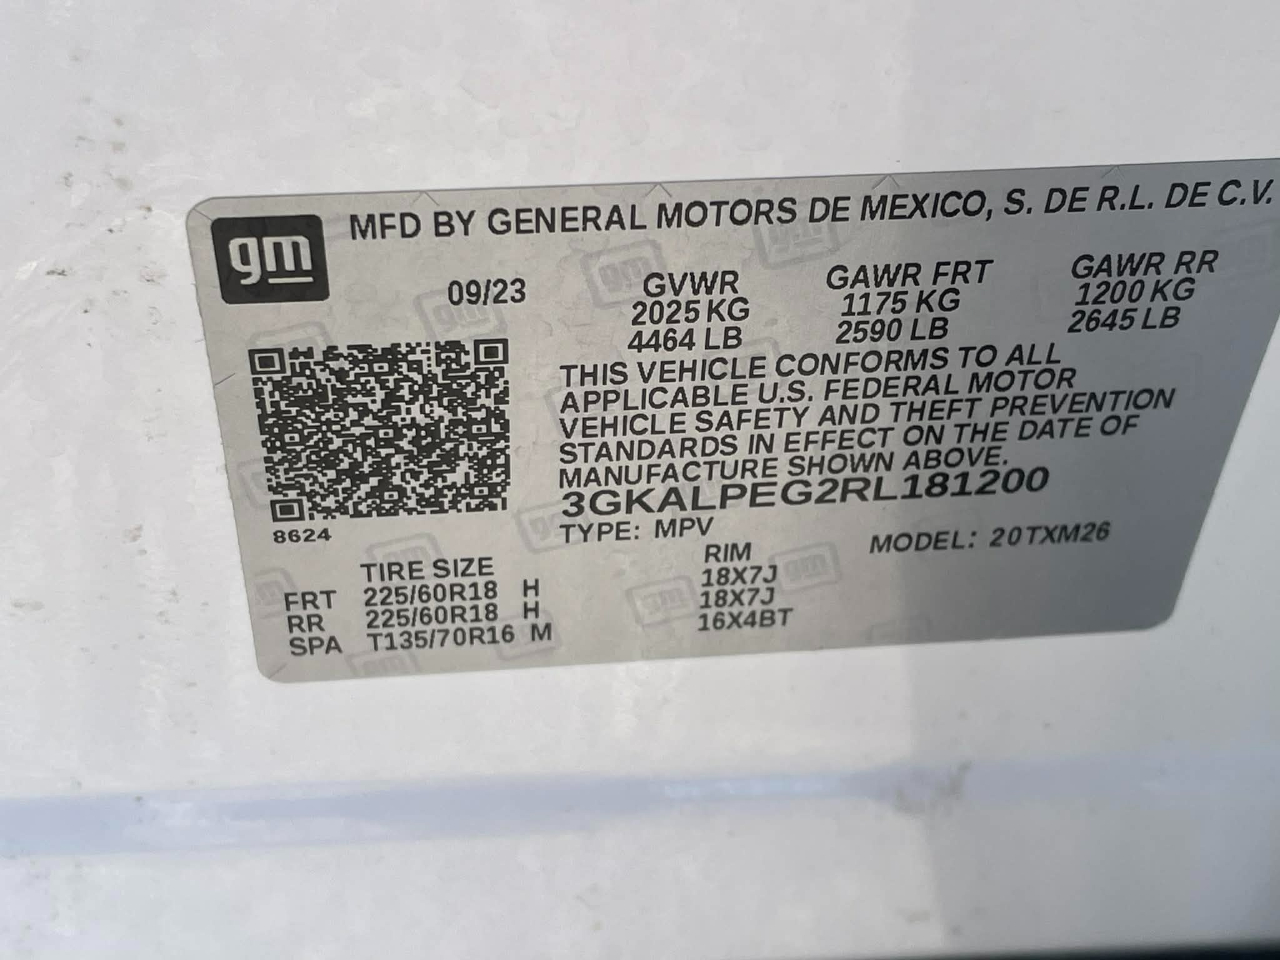 gm
MFD BY GENERAL MOTORS DE MEXICO, S. DE R.L. DE C.V.
09/23
GVWR GAWR FRT GAWR RR
2025 KG 1175 KG 1200 KG
4464 LB 2590 LB 2645 LB
THIS VEHICLE CONFORMS TO ALL
APPLICABLE U.S. FEDERAL MOTOR
VEHICLE SAFETY AND THEFT PREVENTION
STANDARDS IN EFFECT ON THE DATE OF
MANUFACTURE SHOWN ABOVE.
3GKALPEG2RL181200
TYPE: MPV MODEL: 20TXM26
8624
TIRE SIZE RIM
FRT 225/60R18 H 18X7J
RR 225/60R18 H 18X7J
SPA T135/70R16 M 16X4BT